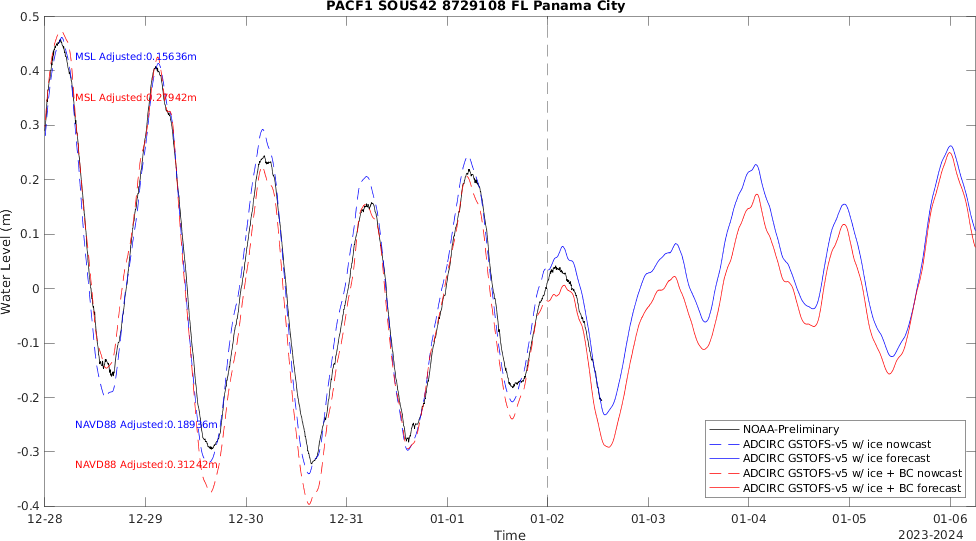 PACF1 SOUS42 8729108 FL Panama City
0.5
0.4
0.3
0.2
0.1
0
-0.1
-0.2
-0.3
-0.4
Water Level (m)
MSL Adjusted:0.15636m
MSL Adjusted:0.27942m
NAVD88 Adjusted:0.18936m
NAVD88 Adjusted:0.31242m
NOAA-Preliminary
ADCIRC GSTOFS-v5 w/ ice nowcast
ADCIRC GSTOFS-v5 w/ ice forecast
ADCIRC GSTOFS-v5 w/ ice + BC nowcast
ADCIRC GSTOFS-v5 w/ ice + BC forecast
12-28 12-29 12-30 12-31 01-01 01-02 01-03 01-04 01-05 01-06
Time
2023-2024